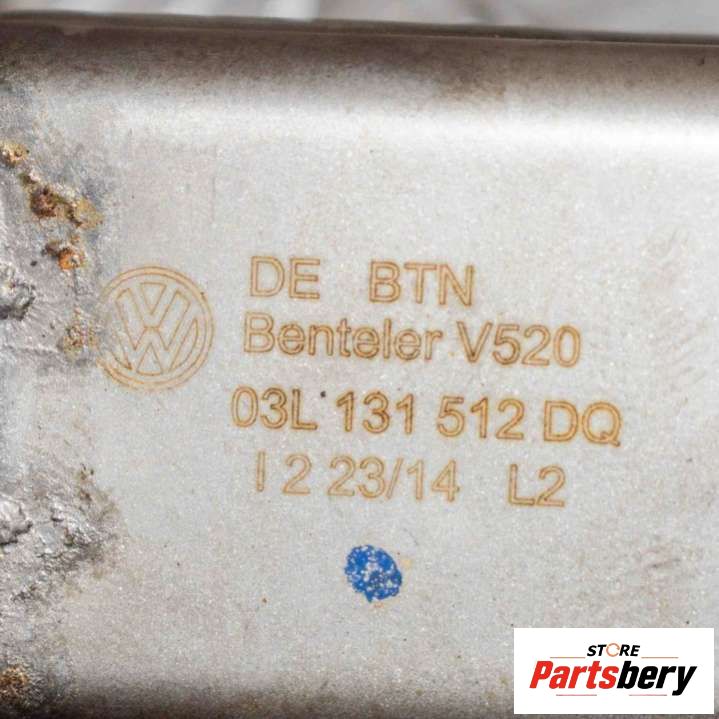 DE BTN
Benteler V520
03L 131 512 DQ
I 2 23/14 L2
STORE
Partsbery